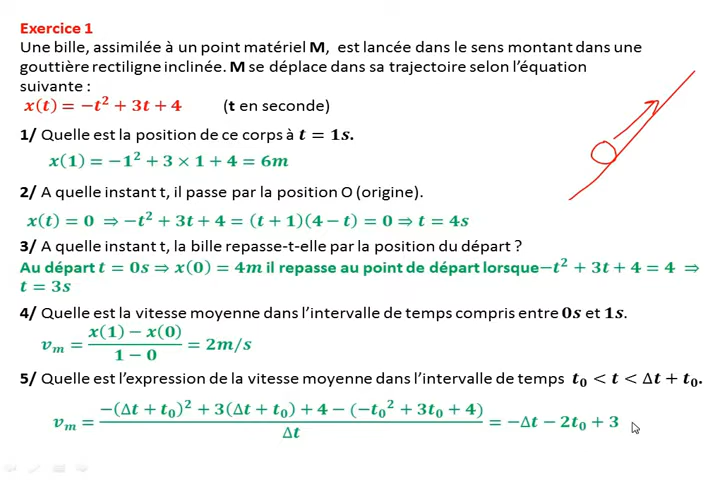 Exercice 1
Une bille, assimilée à un point matériel M, est lancée dans le sens montant dans une
gouttière rectiligne inclinée. M se déplace dans sa trajectoire selon l'équation
suivante :
x(t) = −t² + 3t + 4 (t en seconde)
1/ Quelle est la position de ce corps à t = 1s.
x(1) = −1² + 3 × 1 + 4 = 6m
2/ A quelle instant t, il passe par la position O (origine).
x(t) = 0 ⇒ −t² + 3t + 4 = (t + 1)(4 − t) = 0 ⇒ t = 4s
3/ A quelle instant t, la bille repasse-t-elle par la position du départ ?
Au départ t = 0s ⇒ x(0) = 4m il repasse au point de départ lorsque −t² + 3t + 4 = 4 ⇒
t = 3s
4/ Quelle est la vitesse moyenne dans l'intervalle de temps compris entre 0s et 1s.
vₘ = (x(1) − x(0))/(1 − 0) = 2m/s
5/ Quelle est l'expression de la vitesse moyenne dans l'intervalle de temps t₀ < t < Δt + t₀.
vₘ = (−(Δt + t₀)² + 3(Δt + t₀) + 4 − (−t₀² + 3t₀ + 4))/Δt = −Δt − 2t₀ + 3